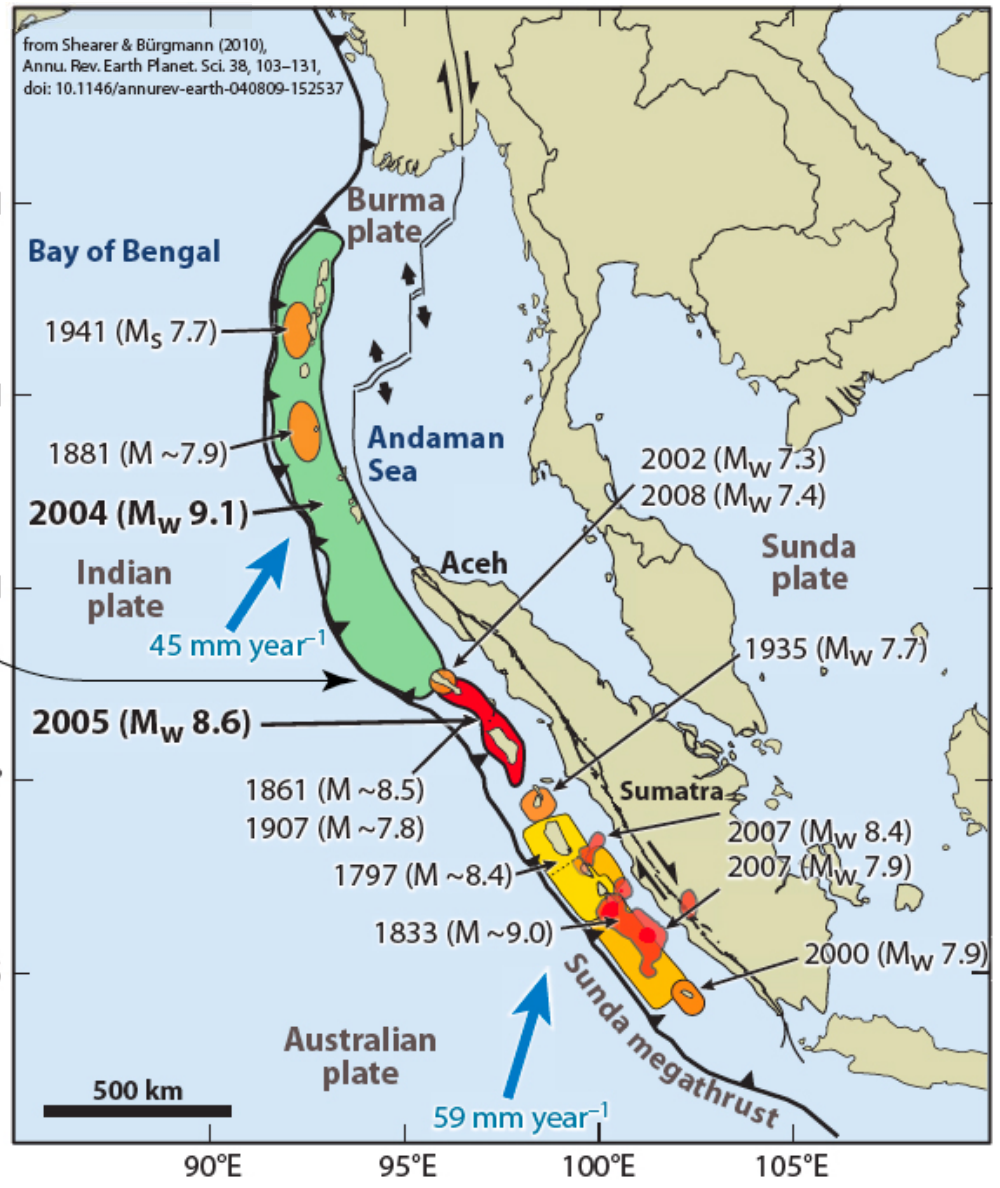 from Shearer & Bürgmann (2010),
Annu. Rev. Earth Planet. Sci. 38, 103–131,
doi: 10.1146/annurev-earth-040809-152537
Burma
plate
Bay of Bengal
1941 (Ms 7.7)
1881 (M ~7.9)
Andaman
Sea
2002 (Mw 7.3)
2008 (Mw 7.4)
2004 (Mw 9.1)
Indian
plate
Aceh
Sunda
plate
45 mm year⁻¹
1935 (Mw 7.7)
2005 (Mw 8.6)
1861 (M ~8.5)
1907 (M ~7.8)
Sumatra
2007 (Mw 8.4)
2007 (Mw 7.9)
1797 (M ~8.4)
1833 (M ~9.0)
2000 (Mw 7.9)
Sunda megathrust
Australian
plate
500 km
59 mm year⁻¹
90°E
95°E
100°E
105°E